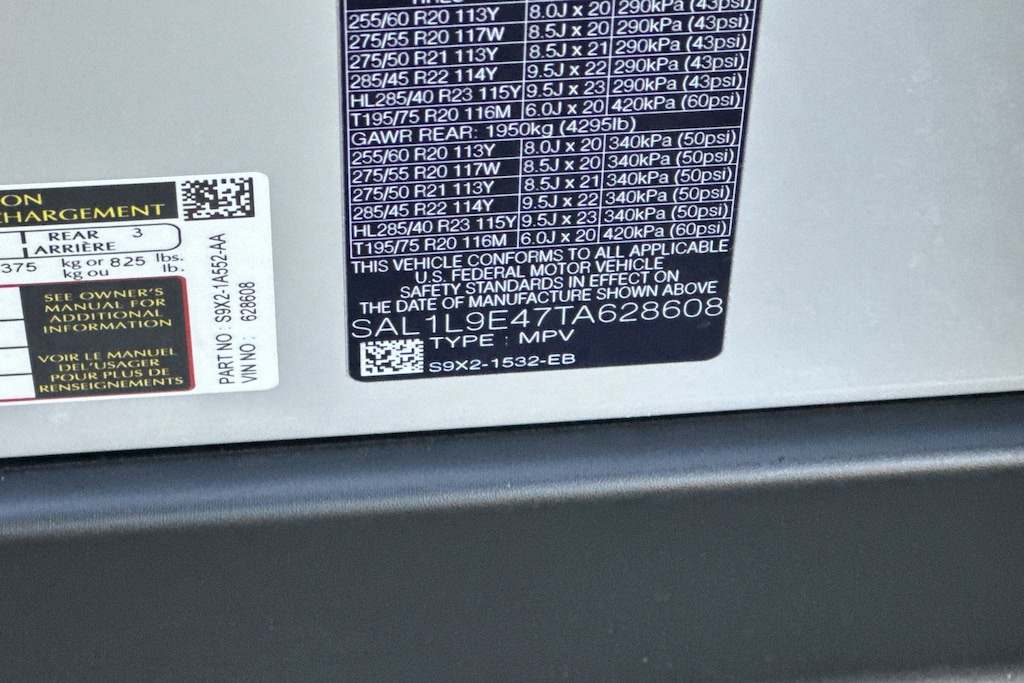 255/60 R20 113Y 8.0J x 20 290kPa (43psi)
275/55 R20 117W 8.5J x 20 290kPa (43psi)
275/50 R21 113Y 8.5J x 21 290kPa (43psi)
285/45 R22 114Y 9.5J x 22 290kPa (43psi)
HL285/40 R23 115Y 9.5J x 23 290kPa (43psi)
T195/75 R20 116M 6.0J x 20 420kPa (60psi)
GAWR REAR: 1950kg (4295lb)
255/60 R20 113Y 8.0J x 20 340kPa (50psi)
275/55 R20 117W 8.5J x 20 340kPa (50psi)
275/50 R21 113Y 8.5J x 21 340kPa (50psi)
285/45 R22 114Y 9.5J x 22 340kPa (50psi)
HL285/40 R23 115Y 9.5J x 23 340kPa (50psi)
T195/75 R20 116M 6.0J x 20 420kPa (60psi)
THIS VEHICLE CONFORMS TO ALL APPLICABLE
U.S. FEDERAL MOTOR VEHICLE
SAFETY STANDARDS IN EFFECT ON
THE DATE OF MANUFACTURE SHOWN ABOVE
SAL1L9E47TA628608
TYPE : MPV
S9X2-1532-EB
ON
CHARGEMENT
REAR 3
ARRIÈRE
375 kg or 825 lbs.
kg ou lb.
SEE OWNER'S
MANUAL FOR
ADDITIONAL
INFORMATION
VOIR LE MANUEL
DEL'USAGER
POUR PLUS DE
RENSEIGNEMENTS
PART NO : S9X2-1A552-AA
VIN NO : 628608